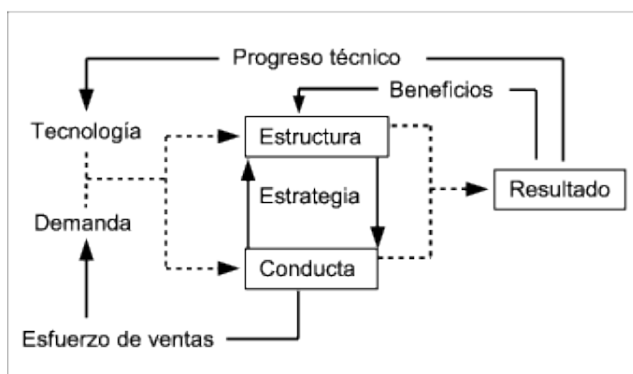 Progreso técnico
Beneficios
Tecnología
Estructura
Estrategia
Resultado
Demanda
Conducta
Esfuerzo de ventas